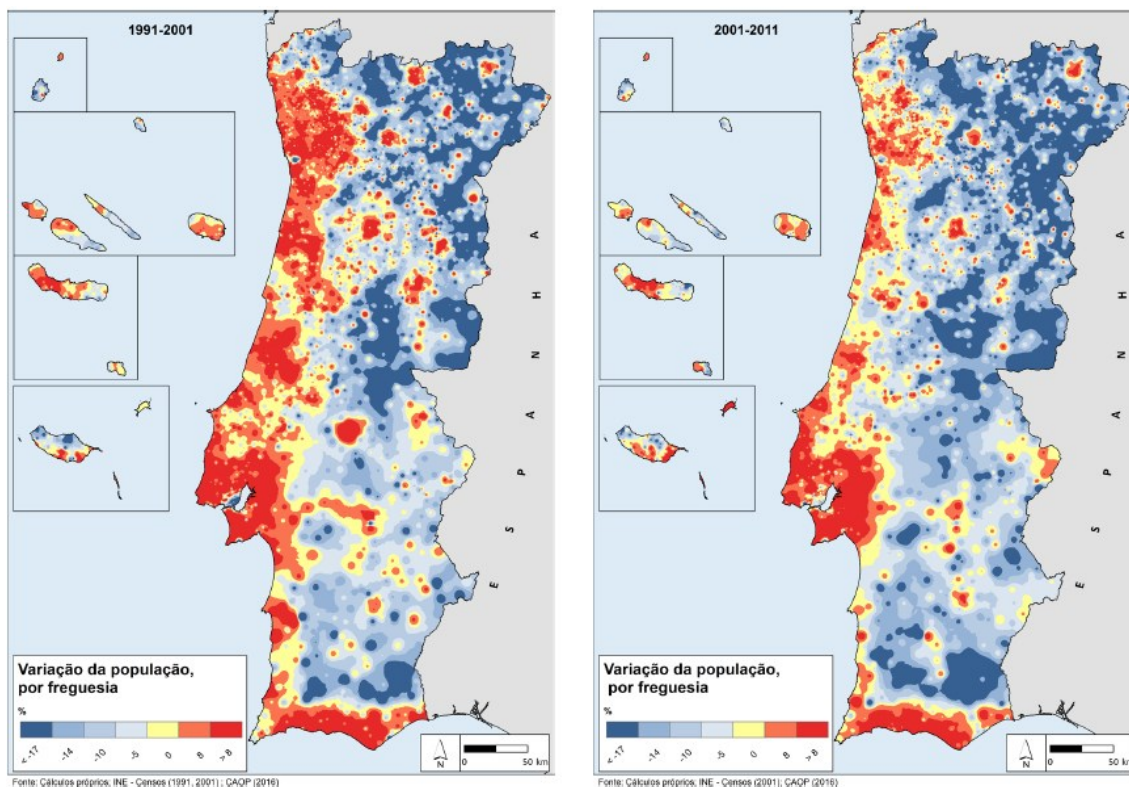 1991-2001
E S P A N H A
Variação da população,
por freguesia
%
< -17
-14
-10
-5
0
8
> 8
N
0
50 km
Fonte: Cálculos próprios; INE - Censos (1991, 2001) ; CAOP (2016)
2001-2011
E S P A N H A
Variação da população,
por freguesia
%
< -17
-14
-10
-5
0
8
> 8
N
0
50 km
Fonte: Cálculos próprios; INE - Censos (2001) ; CAOP (2016)